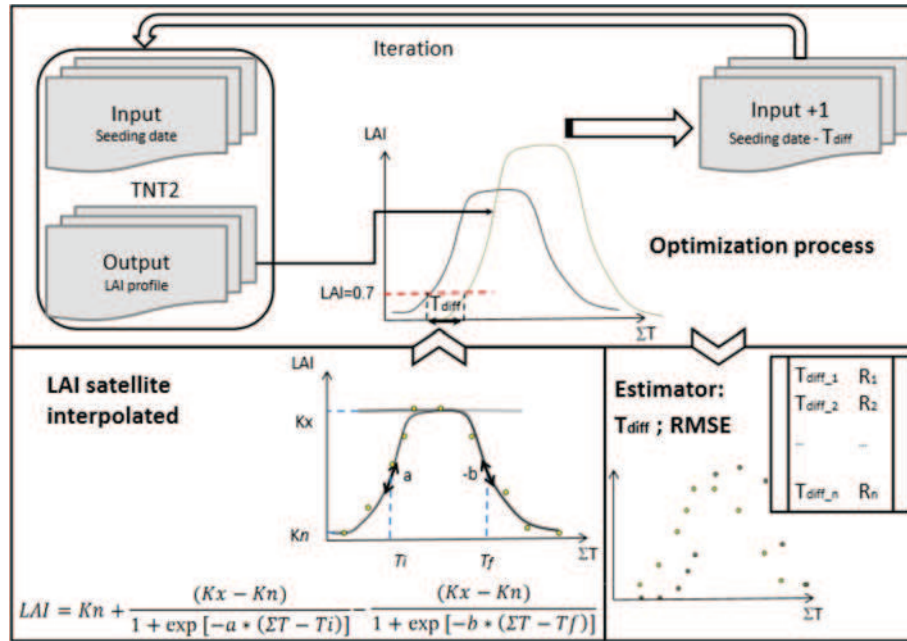 Iteration
Input
Seeding date
TNT2
Output
LAI profile
LAI
LAI=0.7
Tdiff
ΣT
Input +1
Seeding date - Tdiff
Optimization process
LAI satellite
interpolated
LAI
Kx
Kn
a
-b
Ti
Tf
ΣT
LAI = Kn + (Kx − Kn) / 1 + exp [−a ∗ (ΣT − Ti)] − (Kx − Kn) / 1 + exp [−b ∗ (ΣT − Tf)]
Estimator:
Tdiff ; RMSE
Tdiff_1 R1
Tdiff_2 R2
- -
Tdiff_n Rn
ΣT